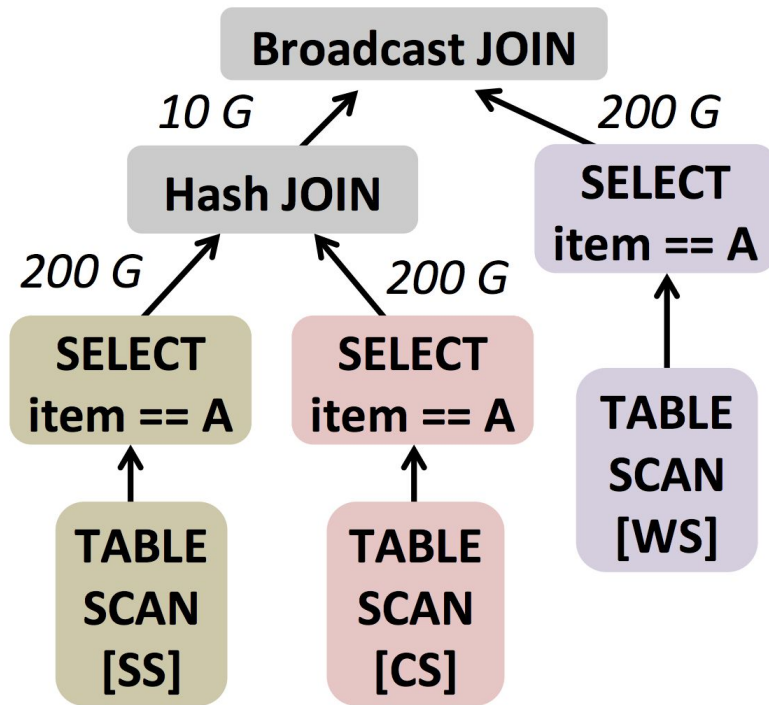 Broadcast JOIN
10 G
200 G
Hash JOIN
SELECT
item == A
200 G
200 G
SELECT
item == A
SELECT
item == A
TABLE
SCAN
[WS]
TABLE
SCAN
[SS]
TABLE
SCAN
[CS]